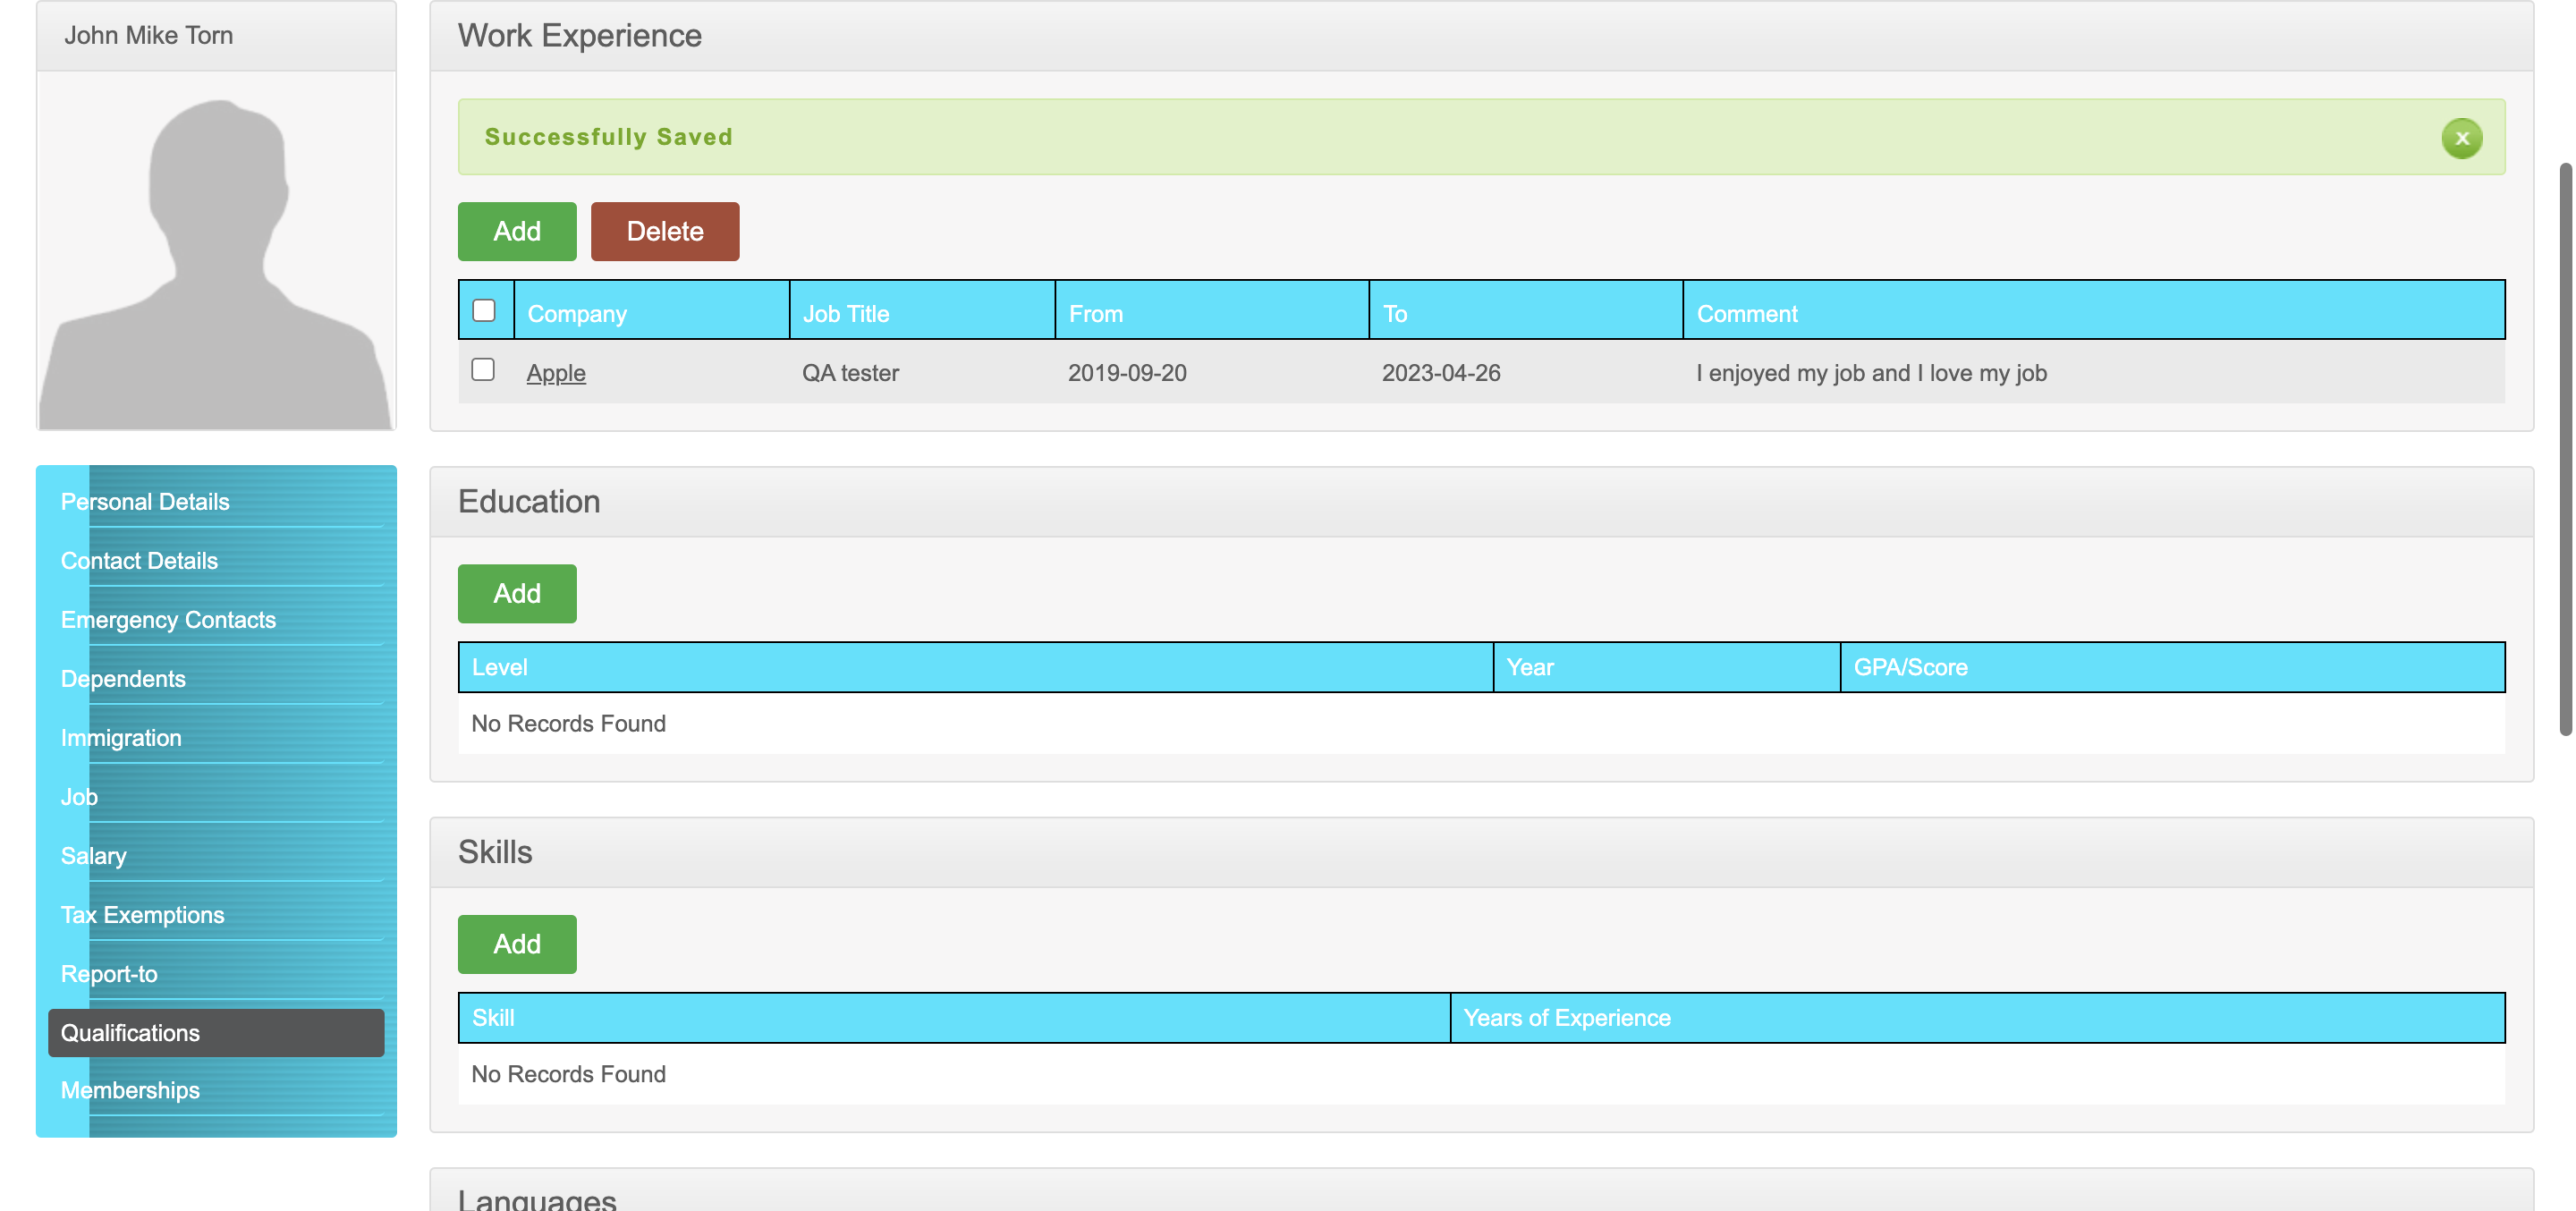 John Mike Torn
Personal Details
Contact Details
Emergency Contacts
Dependents
Immigration
Job
Salary
Tax Exemptions
Report-to
Qualifications
Memberships
Work Experience
Successfully Saved
x
Add Delete
Company Job Title From To Comment
Apple QA tester 2019-09-20 2023-04-26 I enjoyed my job and I love my job
Education
Add
Level Year GPA/Score
No Records Found
Skills
Add
Skill Years of Experience
No Records Found
Languages